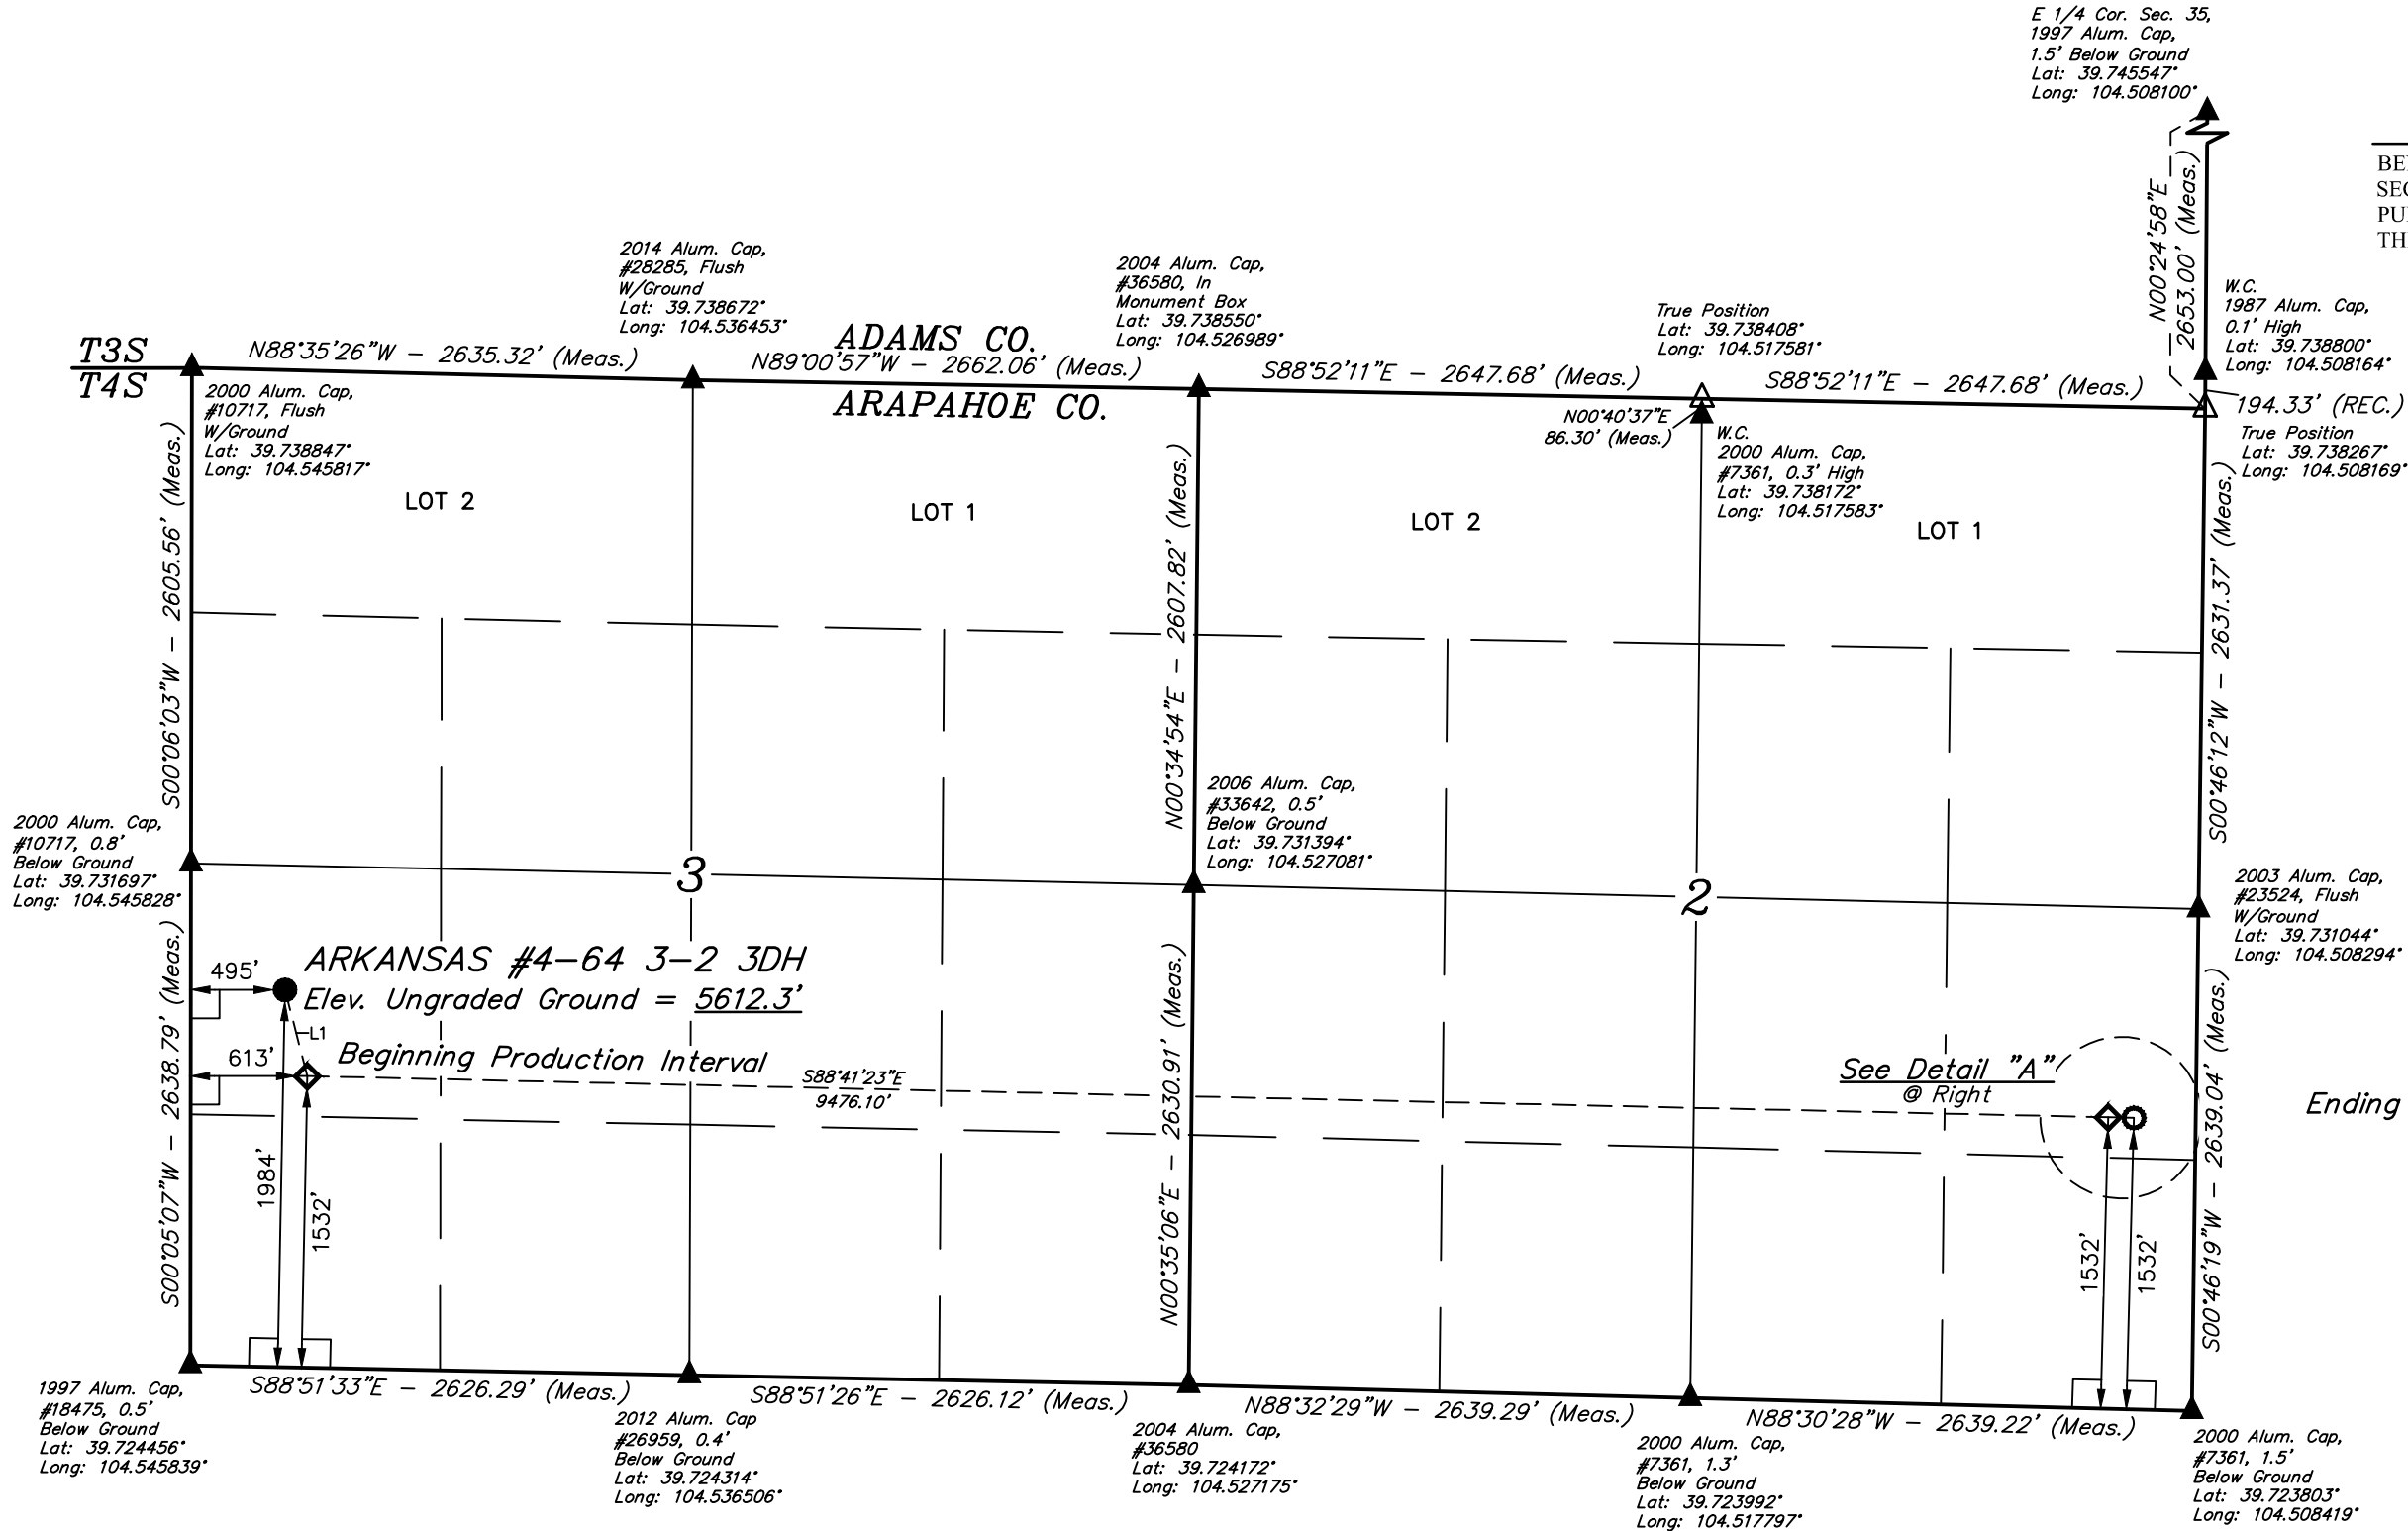 E 1/4 Cor. Sec. 35,
1997 Alum. Cap,
1.5' Below Ground
Lat: 39.745547°
Long: 104.508100°
N00°24'58"E
2653.00' (Meas.)
W.C.
1987 Alum. Cap,
0.1' High
Lat: 39.738800°
Long: 104.508164°
194.33' (REC.)
True Position
Lat: 39.738267°
Long: 104.508169°
2014 Alum. Cap,
#28285, Flush
W/Ground
Lat: 39.738672°
Long: 104.536453°
2004 Alum. Cap,
#36580, In
Monument Box
Lat: 39.738550°
Long: 104.526989°
True Position
Lat: 39.738408°
Long: 104.517581°
T3S
T4S
N88°35'26"W - 2635.32' (Meas.)
ADAMS CO.
N89°00'57"W - 2662.06' (Meas.)
ARAPAHOE CO.
S88°52'11"E - 2647.68' (Meas.)
S88°52'11"E - 2647.68' (Meas.)
N00°40'37"E
86.30' (Meas.)
W.C.
2000 Alum. Cap,
#7361, 0.3' High
Lat: 39.738172°
Long: 104.517583°
2000 Alum. Cap,
#10717, Flush
W/Ground
Lat: 39.738847°
Long: 104.545817°
LOT 2
LOT 1
LOT 2
LOT 1
S00°06'03"W - 2605.56' (Meas.)
N00°34'54"E - 2607.82' (Meas.)
S00°46'12"W - 2631.37' (Meas.)
2006 Alum. Cap,
#33642, 0.5'
Below Ground
Lat: 39.731394°
Long: 104.527081°
2000 Alum. Cap,
#10717, 0.8'
Below Ground
Lat: 39.731697°
Long: 104.545828°
3
2
2003 Alum. Cap,
#23524, Flush
W/Ground
Lat: 39.731044°
Long: 104.508294°
495'
ARKANSAS #4-64 3-2 3DH
Elev. Ungraded Ground = 5612.3'
L1
613'
Beginning Production Interval
S88°41'23"E
9476.10'
See Detail "A"
@ Right
Ending
S00°05'07"W - 2638.79' (Meas.)
1984'
1532'
N00°35'06"E - 2630.91' (Meas.)
1532'
1532'
S00°46'19"W - 2639.04' (Meas.)
S88°51'33"E - 2626.29' (Meas.)
S88°51'26"E - 2626.12' (Meas.)
N88°32'29"W - 2639.29' (Meas.)
N88°30'28"W - 2639.22' (Meas.)
1997 Alum. Cap,
#18475, 0.5'
Below Ground
Lat: 39.724456°
Long: 104.545839°
2012 Alum. Cap
#26959, 0.4'
Below Ground
Lat: 39.724314°
Long: 104.536506°
2004 Alum. Cap,
#36580
Lat: 39.724172°
Long: 104.527175°
2000 Alum. Cap,
#7361, 1.3'
Below Ground
Lat: 39.723992°
Long: 104.517797°
2000 Alum. Cap,
#7361, 1.5'
Below Ground
Lat: 39.723803°
Long: 104.508419°